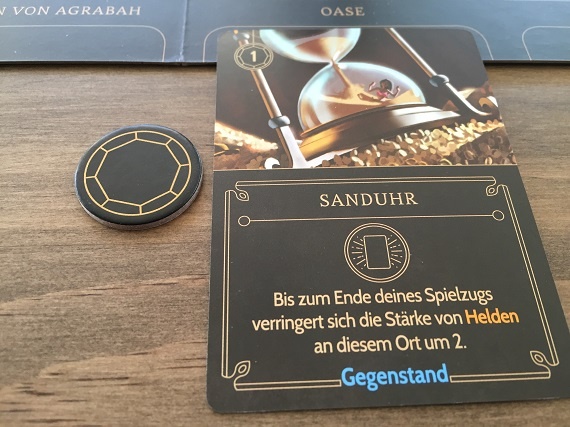 N VON AGRABAH
OASE
1
SANDUHR
Bis zum Ende deines Spielzugs
verringert sich die Stärke von Helden
an diesem Ort um 2.
Gegenstand